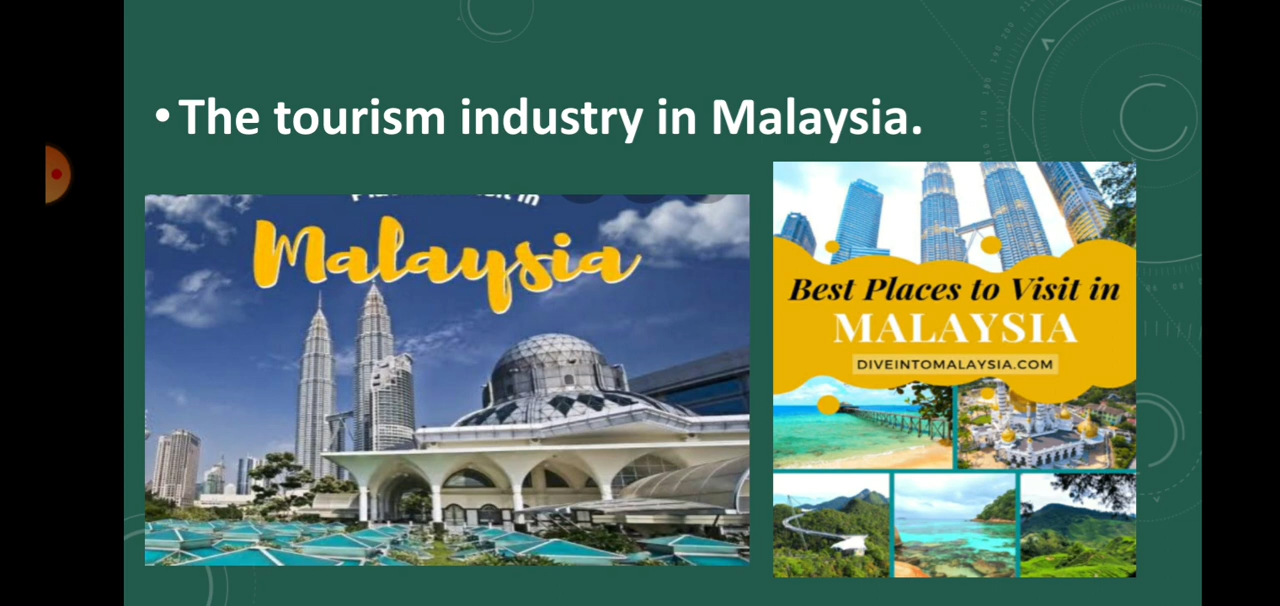 • The tourism industry in Malaysia.
Malaysia
Best Places to Visit in
MALAYSIA
DIVEINTOMALAYSIA.COM